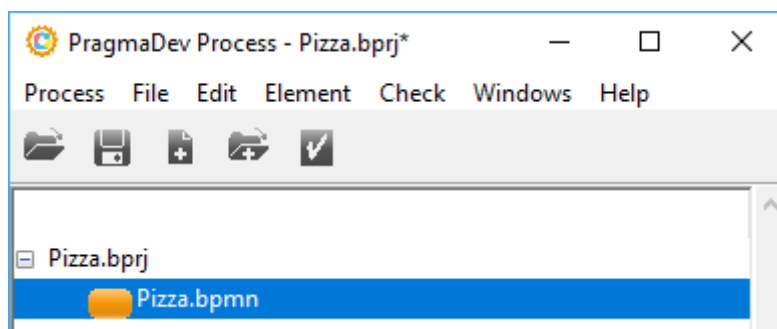 PragmaDev Process - Pizza.bprj*
Process File Edit Element Check Windows Help
Pizza.bprj
Pizza.bpmn